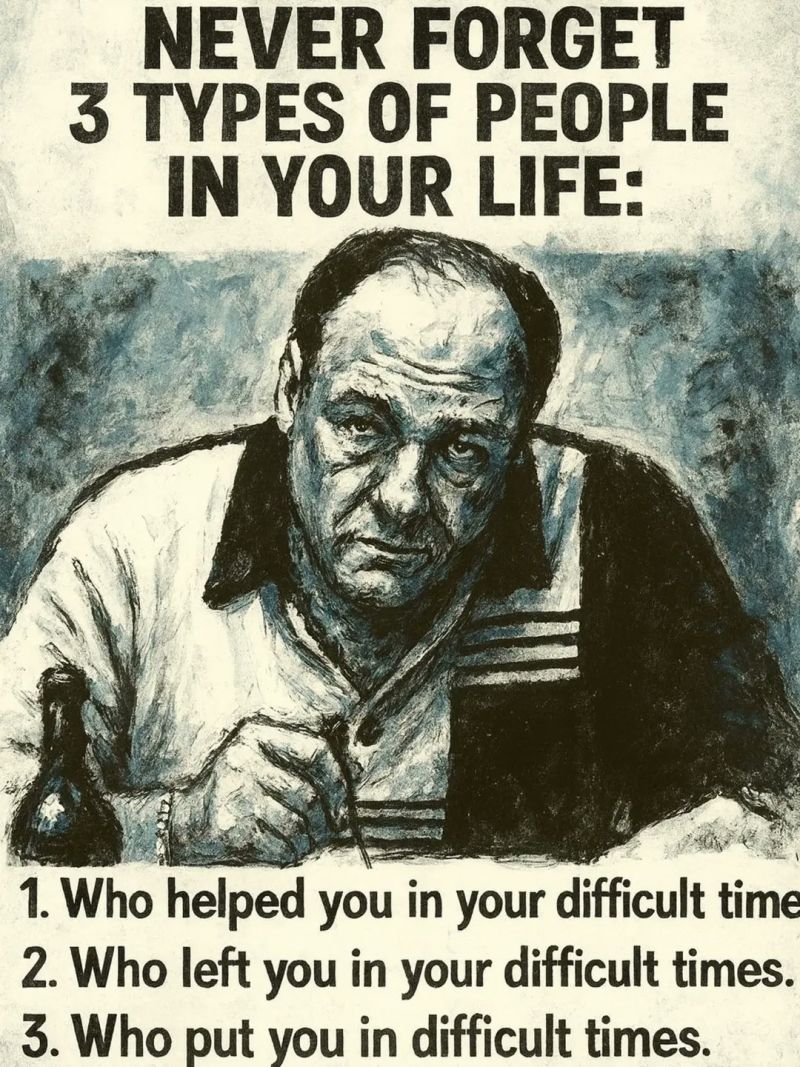 NEVER FORGET
3 TYPES OF PEOPLE
IN YOUR LIFE:
1. Who helped you in your difficult time
2. Who left you in your difficult times.
3. Who put you in difficult times.